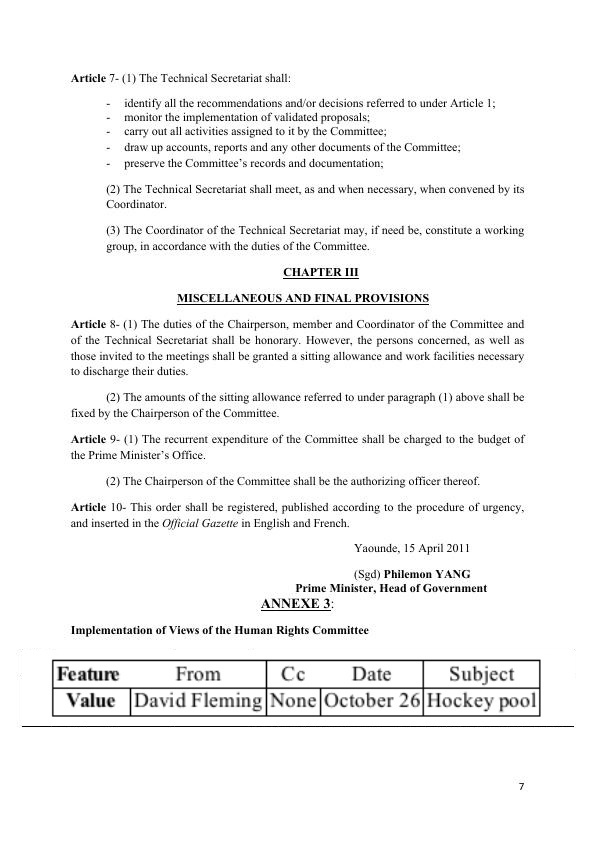 Article 7- (1) The Technical Secretariat shall:
- identify all the recommendations and/or decisions referred to under Article 1;
- monitor the implementation of validated proposals;
- carry out all activities assigned to it by the Committee;
- draw up accounts, reports and any other documents of the Committee;
- preserve the Committee's records and documentation;
(2) The Technical Secretariat shall meet, as and when necessary, when convened by its
Coordinator.
(3) The Coordinator of the Technical Secretariat may, if need be, constitute a working
group, in accordance with the duties of the Committee.
CHAPTER III
MISCELLANEOUS AND FINAL PROVISIONS
Article 8- (1) The duties of the Chairperson, member and Coordinator of the Committee and
of the Technical Secretariat shall be honorary. However, the persons concerned, as well as
those invited to the meetings shall be granted a sitting allowance and work facilities necessary
to discharge their duties.
(2) The amounts of the sitting allowance referred to under paragraph (1) above shall be
fixed by the Chairperson of the Committee.
Article 9- (1) The recurrent expenditure of the Committee shall be charged to the budget of
the Prime Minister's Office.
(2) The Chairperson of the Committee shall be the authorizing officer thereof.
Article 10- This order shall be registered, published according to the procedure of urgency,
and inserted in the Official Gazette in English and French.
Yaounde, 15 April 2011
(Sgd) Philemon YANG
Prime Minister, Head of Government
ANNEXE 3:
Implementation of Views of the Human Rights Committee
Feature From Cc Date Subject
Value David Fleming None October 26 Hockey pool
7